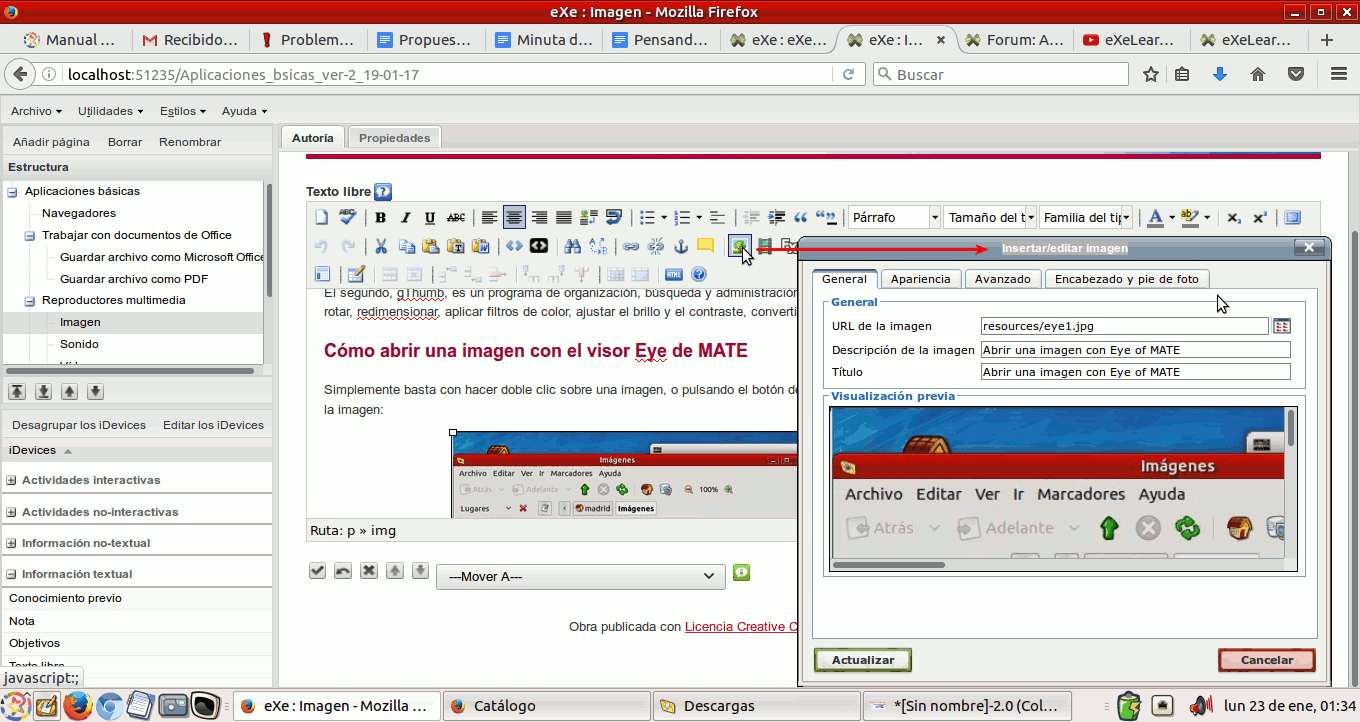 eXe : Imagen - Mozilla Firefox
Manual ... Recibido... Problem... Propues... Minuta d... Pensand... eXe : eXe... eXe : I... Forum: A... eXeLear... eXeLear...
localhost:51235/Aplicaciones_bsicas_ver-2_19-01-17 Buscar
Archivo Utilidades Estilos Ayuda
Añadir página Borrar Renombrar
Estructura
Aplicaciones básicas
Navegadores
Trabajar con documentos de Office
Guardar archivo como Microsoft Office
Guardar archivo como PDF
Reproductores multimedia
Imagen
Sonido
Desagrupar los iDevices Editar los iDevices
iDevices
Actividades interactivas
Actividades no-interactivas
Información no-textual
Información textual
Conocimiento previo
Nota
Objetivos
Texto libre
javascript:;
Autoría Propiedades
Texto libre
B I U ABC Párrafo Tamaño del t Familia del tip
HTML
El segundo, gThumb, es un programa de organización, búsqueda y administración
rotar, redimensionar, aplicar filtros de color, ajustar el brillo y el contraste, converti
Cómo abrir una imagen con el visor Eye de MATE
Simplemente basta con hacer doble clic sobre una imagen, o pulsando el botón de
la imagen:
Imágenes
Archivo Editar Ver Ir Marcadores Ayuda
Atrás Adelante 100%
Lugares madrid Imágenes
Ruta: p » img
---Mover A---
Obra publicada con Licencia Creative C
Insertar/editar imagen
General Apariencia Avanzado Encabezado y pie de foto
General
URL de la imagen resources/eye1.jpg
Descripción de la imagen Abrir una imagen con Eye of MATE
Título Abrir una imagen con Eye of MATE
Visualización previa
Imágenes
Archivo Editar Ver Ir Marcadores Ayuda
Atrás Adelante
Actualizar Cancelar
eXe : Imagen - Mozilla ... Catálogo Descargas *[Sin nombre]-2.0 (Col... lun 23 de ene, 01:34